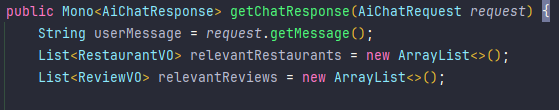 public Mono<AiChatResponse> getChatResponse(AiChatRequest request) {
String userMessage = request.getMessage();
List<RestaurantVO> relevantRestaurants = new ArrayList<>();
List<ReviewVO> relevantReviews = new ArrayList<>();